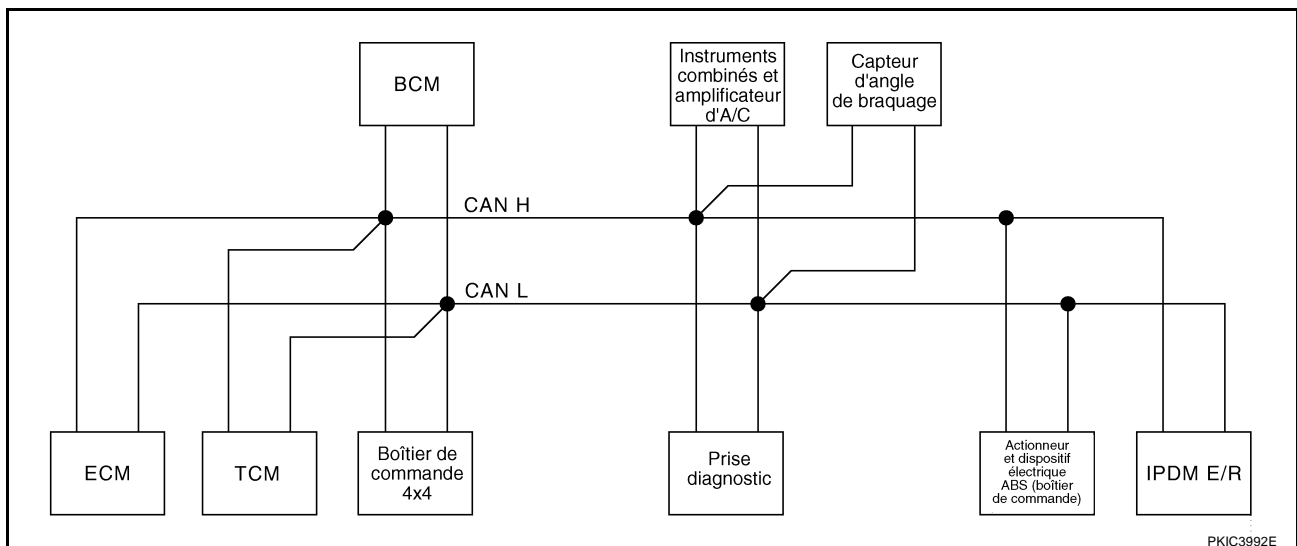 BCM
Instruments
combinés et
amplificateur
d'A/C
Capteur
d'angle
de braquage
CAN H
CAN L
ECM
TCM
Boîtier de
commande
4x4
Prise
diagnostic
Actionneur
et dispositif
électrique
ABS (boîtier
de commande)
IPDM E/R
PKIC3992E